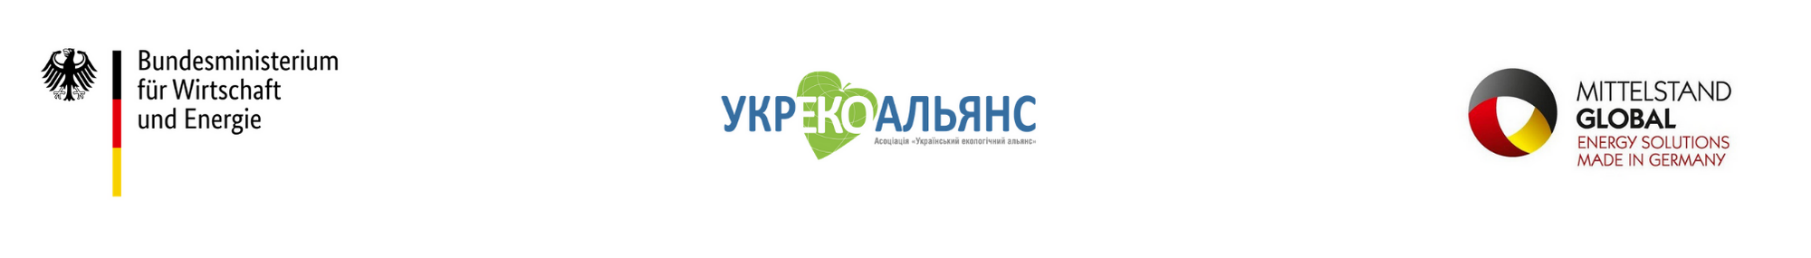 Bundesministerium
für Wirtschaft
und Energie
УКРЕКОАЛЬЯНС
Асоціація «Український екологічний альянс»
MITTELSTAND
GLOBAL
ENERGY SOLUTIONS
MADE IN GERMANY